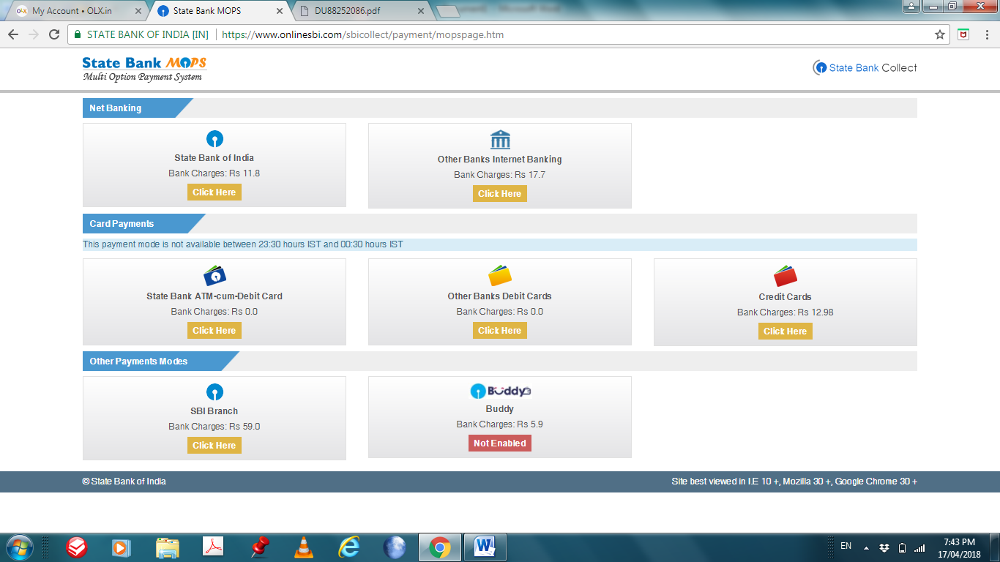 My Account • OLX.in
State Bank MOPS
DU88252086.pdf
STATE BANK OF INDIA [IN]
https://www.onlinesbi.com/sbicollect/payment/mopspage.htm
State Bank MOPS
Multi Option Payment System
State Bank Collect
Net Banking
State Bank of India
Bank Charges: Rs 11.8
Click Here
Other Banks Internet Banking
Bank Charges: Rs 17.7
Click Here
Card Payments
This payment mode is not available between 23:30 hours IST and 00:30 hours IST
State Bank ATM-cum-Debit Card
Bank Charges: Rs 0.0
Click Here
Other Banks Debit Cards
Bank Charges: Rs 0.0
Click Here
Credit Cards
Bank Charges: Rs 12.98
Click Here
Other Payments Modes
SBI Branch
Bank Charges: Rs 59.0
Click Here
Buddy
Buddy
Bank Charges: Rs 5.9
Not Enabled
© State Bank of India
Site best viewed in I.E 10 +, Mozilla 30 +, Google Chrome 30 +
EN
7:43 PM
17/04/2018